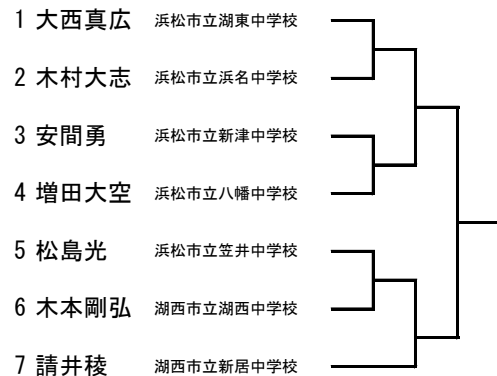 1 大西真広 浜松市立湖東中学校
2 木村大志 浜松市立浜名中学校
3 安間勇 浜松市立新津中学校
4 増田大空 浜松市立八幡中学校
5 松島光 浜松市立笠井中学校
6 木本剛弘 湖西市立湖西中学校
7 請井稜 湖西市立新居中学校